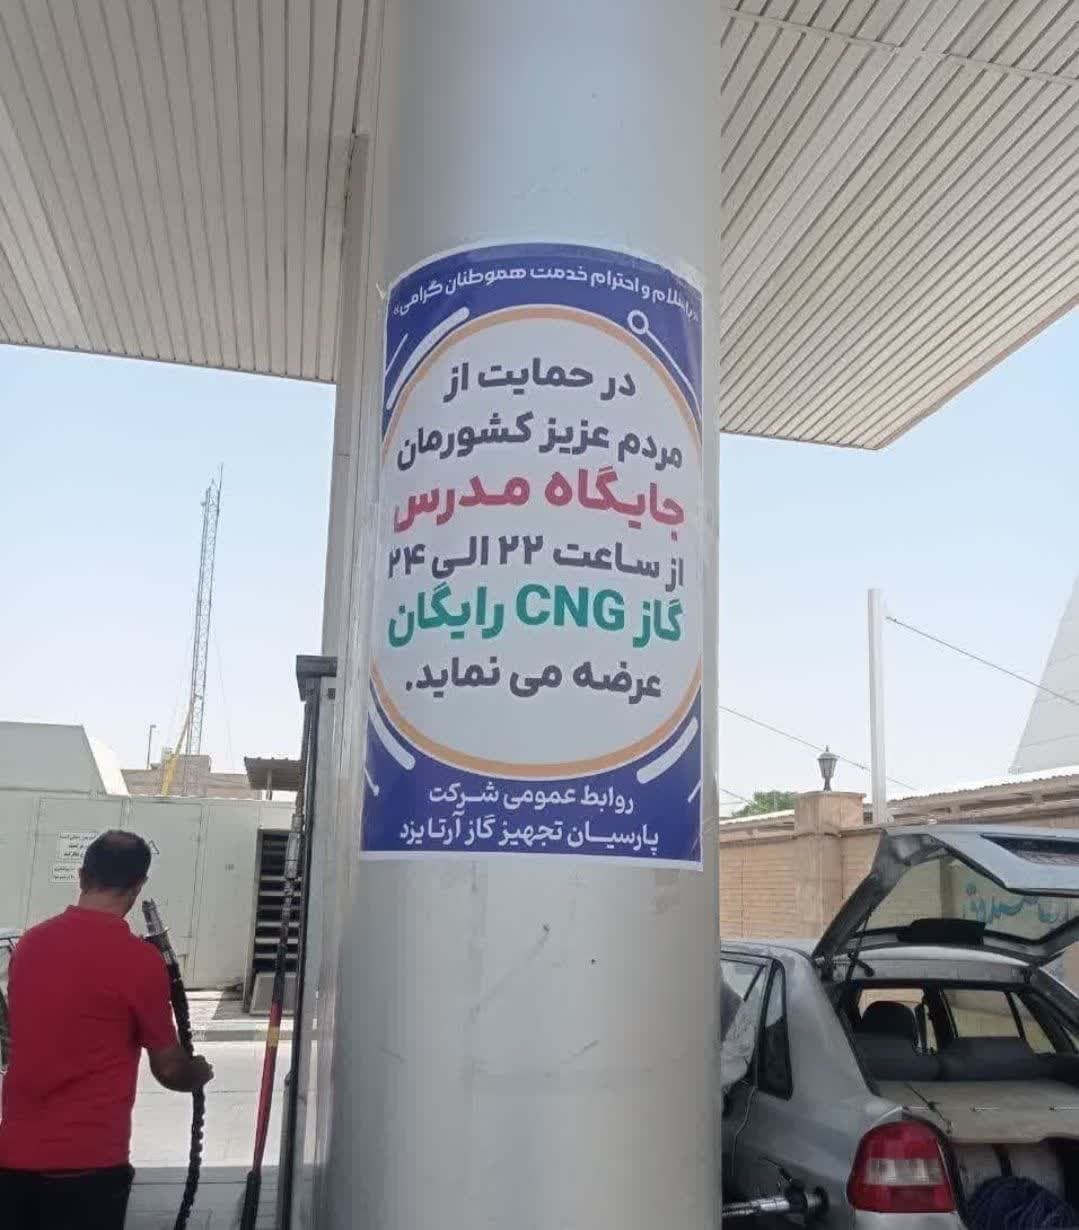 «با سلام و احترام خدمت هموطنان گرامی»
در حمایت از
مردم عزیز کشورمان
جایگاه مدرس
از ساعت ۲۲ الی ۲۴
گاز CNG رایگان
عرضه می نماید.
روابط عمومی شرکت
پارسیان تجهیز گاز آرتا یزد